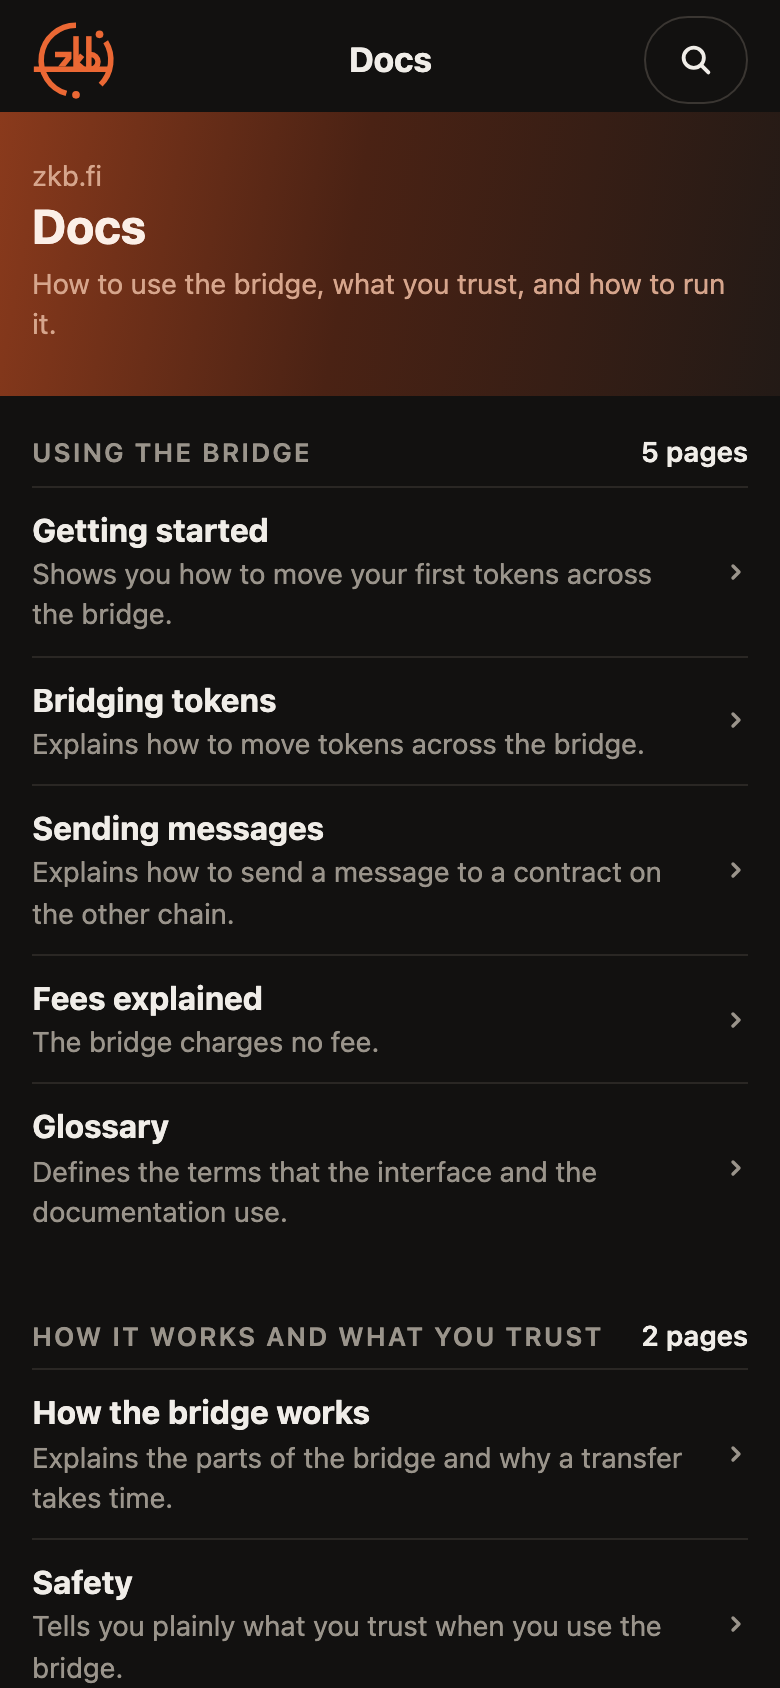 zkb
Docs
zkb.fi
Docs
How to use the bridge, what you trust, and how to run
it.
USING THE BRIDGE 5 pages
Getting started
Shows you how to move your first tokens across
the bridge.
Bridging tokens
Explains how to move tokens across the bridge.
Sending messages
Explains how to send a message to a contract on
the other chain.
Fees explained
The bridge charges no fee.
Glossary
Defines the terms that the interface and the
documentation use.
HOW IT WORKS AND WHAT YOU TRUST 2 pages
How the bridge works
Explains the parts of the bridge and why a transfer
takes time.
Safety
Tells you plainly what you trust when you use the
bridge.